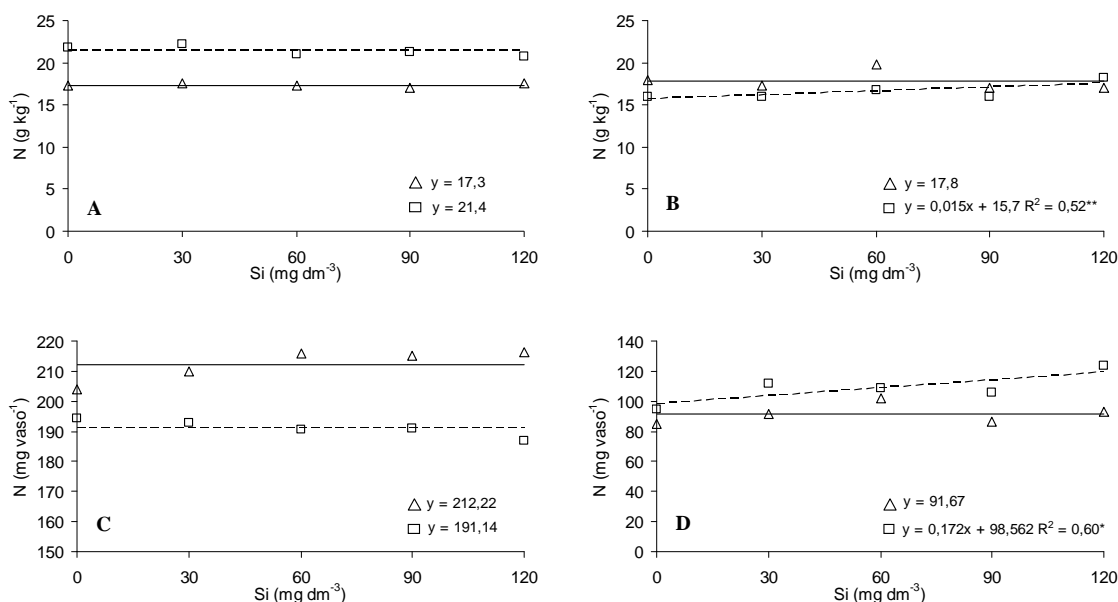 25
20
15
10
5
0
N (g kg⁻¹)
A
△ y = 17,3
□ y = 21,4
0 30 60 90 120
Si (mg dm⁻³)
25
20
15
10
5
0
N (g kg⁻¹)
B
△ y = 17,8
□ y = 0,015x + 15,7 R² = 0,52**
0 30 60 90 120
Si (mg dm⁻³)
220
210
200
190
180
170
160
150
N (mg vaso⁻¹)
C
△ y = 212,22
□ y = 191,14
0 30 60 90 120
Si (mg dm⁻³)
140
120
100
80
60
40
20
0
N (mg vaso⁻¹)
D
△ y = 91,67
□ y = 0,172x + 98,562 R² = 0,60*
0 30 60 90 120
Si (mg dm⁻³)